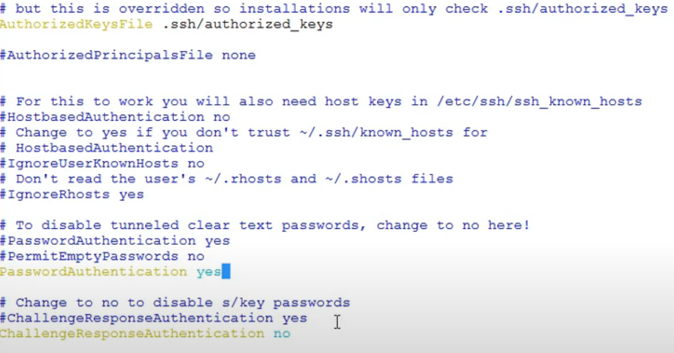 # but this is overridden so installations will only check .ssh/authorized_keys
AuthorizedKeysFile .ssh/authorized_keys
#AuthorizedPrincipalsFile none
# For this to work you will also need host keys in /etc/ssh/ssh_known_hosts
#HostbasedAuthentication no
# Change to yes if you don't trust ~/.ssh/known_hosts for
# HostbasedAuthentication
#IgnoreUserKnownHosts no
# Don't read the user's ~/.rhosts and ~/.shosts files
#IgnoreRhosts yes
# To disable tunneled clear text passwords, change to no here!
#PasswordAuthentication yes
#PermitEmptyPasswords no
PasswordAuthentication yes
# Change to no to disable s/key passwords
#ChallengeResponseAuthentication yes
ChallengeResponseAuthentication no